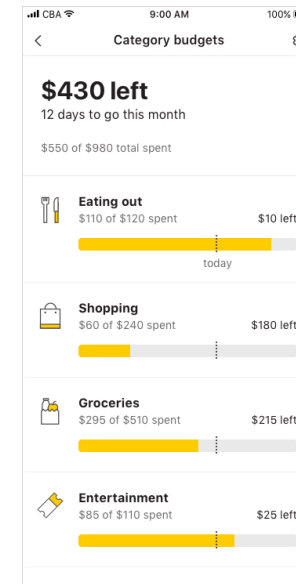 CBA
9:00 AM
100%
Category budgets
$430 left
12 days to go this month
$550 of $980 total spent
Eating out
$110 of $120 spent
$10 left
today
Shopping
$60 of $240 spent
$180 left
Groceries
$295 of $510 spent
$215 left
Entertainment
$85 of $110 spent
$25 left